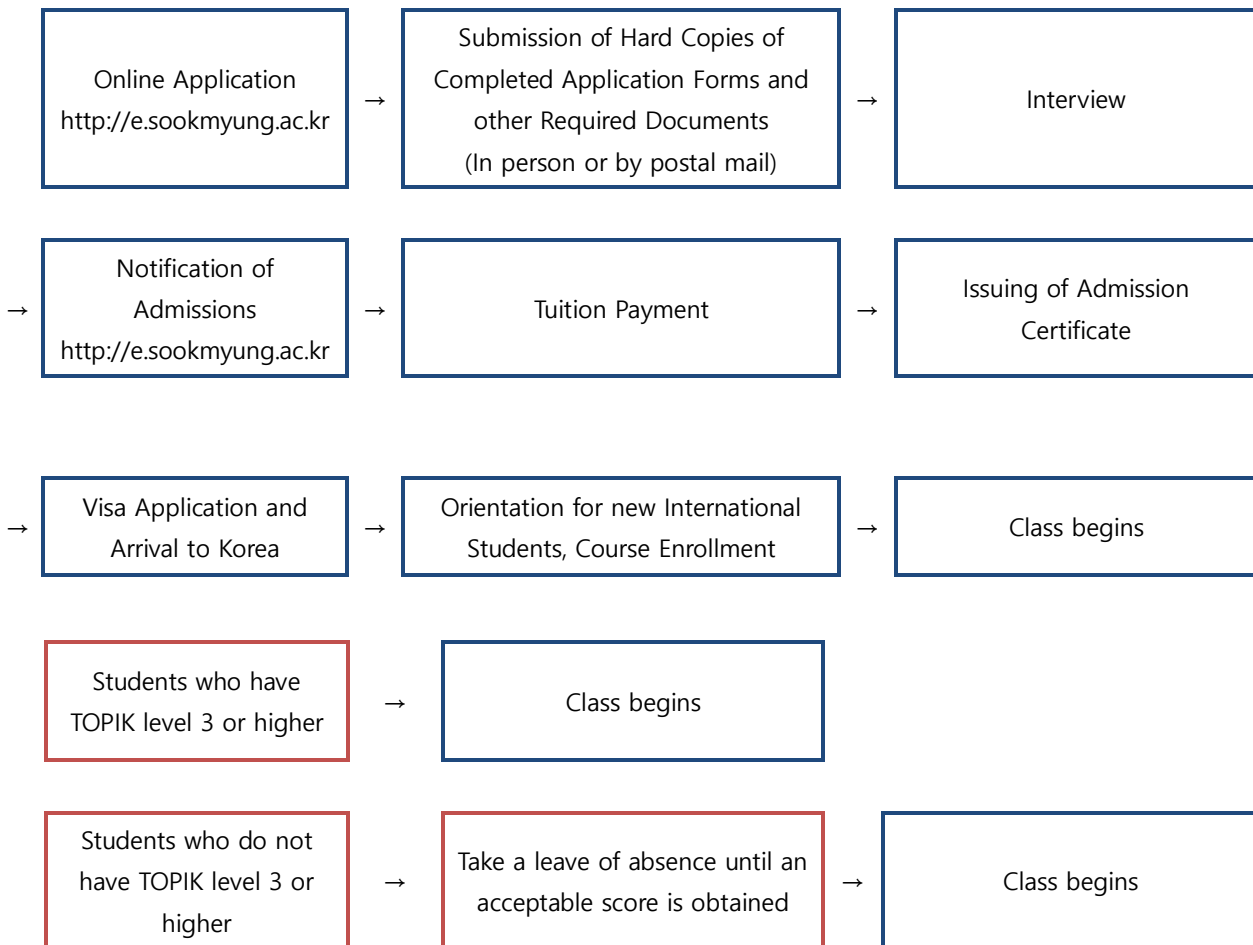 Online Application
http://e.sookmyung.ac.kr
→
Submission of Hard Copies of
Completed Application Forms and
other Required Documents
(In person or by postal mail)
→
Interview
→
Notification of
Admissions
http://e.sookmyung.ac.kr
→
Tuition Payment
→
Issuing of Admission
Certificate
→
Visa Application and
Arrival to Korea
→
Orientation for new International
Students, Course Enrollment
→
Class begins
Students who have
TOPIK level 3 or higher
→
Class begins
Students who do not
have TOPIK level 3 or
higher
→
Take a leave of absence until an
acceptable score is obtained
→
Class begins